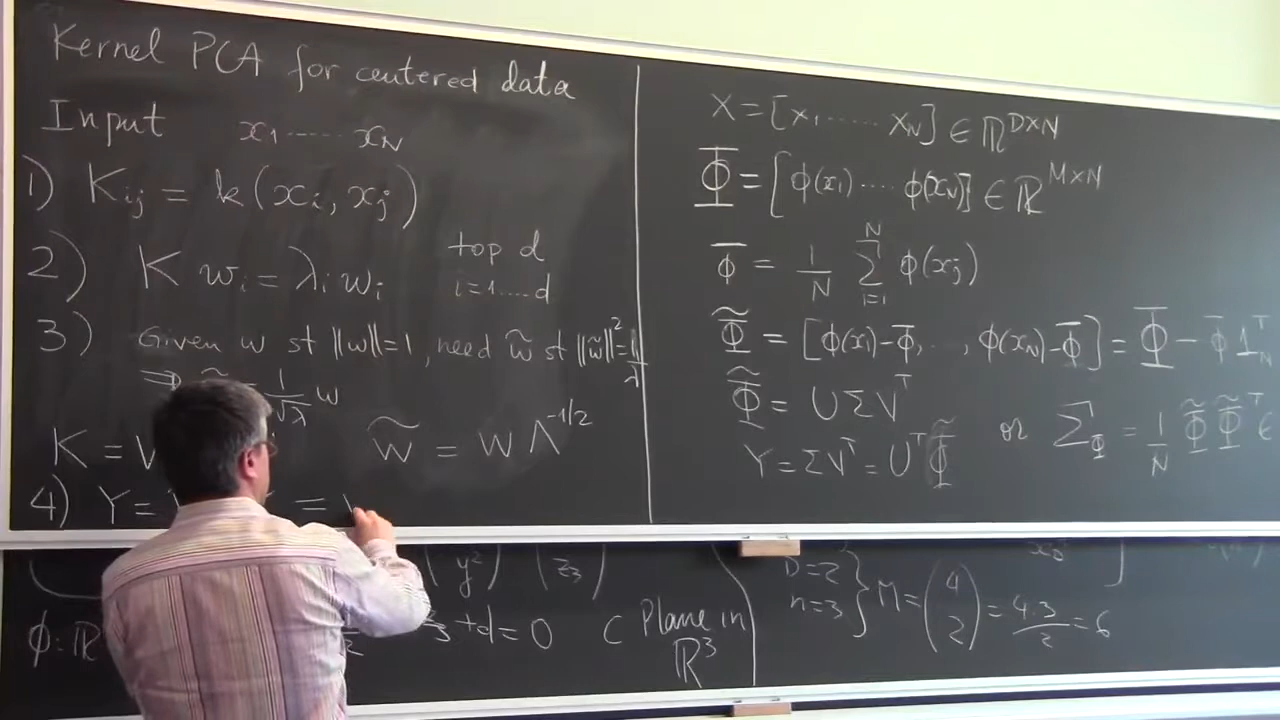 Kernel PCA for centered data
Input x₁ ..... x_N
1) K_ij = k(x_i, x_j)
2) K w_i = λ_i w_i top d i=1....d
3) Given w st ||w||=1, need w̃ st ||w̃||²=1/λ
⇒ = 1/√λ w
K = w̃ = W Λ^{-1/2}
4) Y = =
X = [x₁ ..... x_N] ∈ ℝ^{D×N}
Φ = [ϕ(x₁) .... ϕ(x_N)] ∈ ℝ^{M×N}
ϕ̄ = 1/N Σ_{i=1}^{N} ϕ(x_j)
Φ̃ = [ϕ(x₁)-ϕ̄, .. , ϕ(x_N)-ϕ̄] = Φ - ϕ̄ 1_N^T
Φ̃ = UΣV^T or Σ_Φ = 1/N Φ̃ Φ̃^T ∈
Y = ΣV^T = U^T Φ̃
(y²) (z₃)
ϕ: ℝ +d = 0 ⊂ Plane in ℝ³
D=2
n=3 } M = (4 2) = 4·3/2 = 6